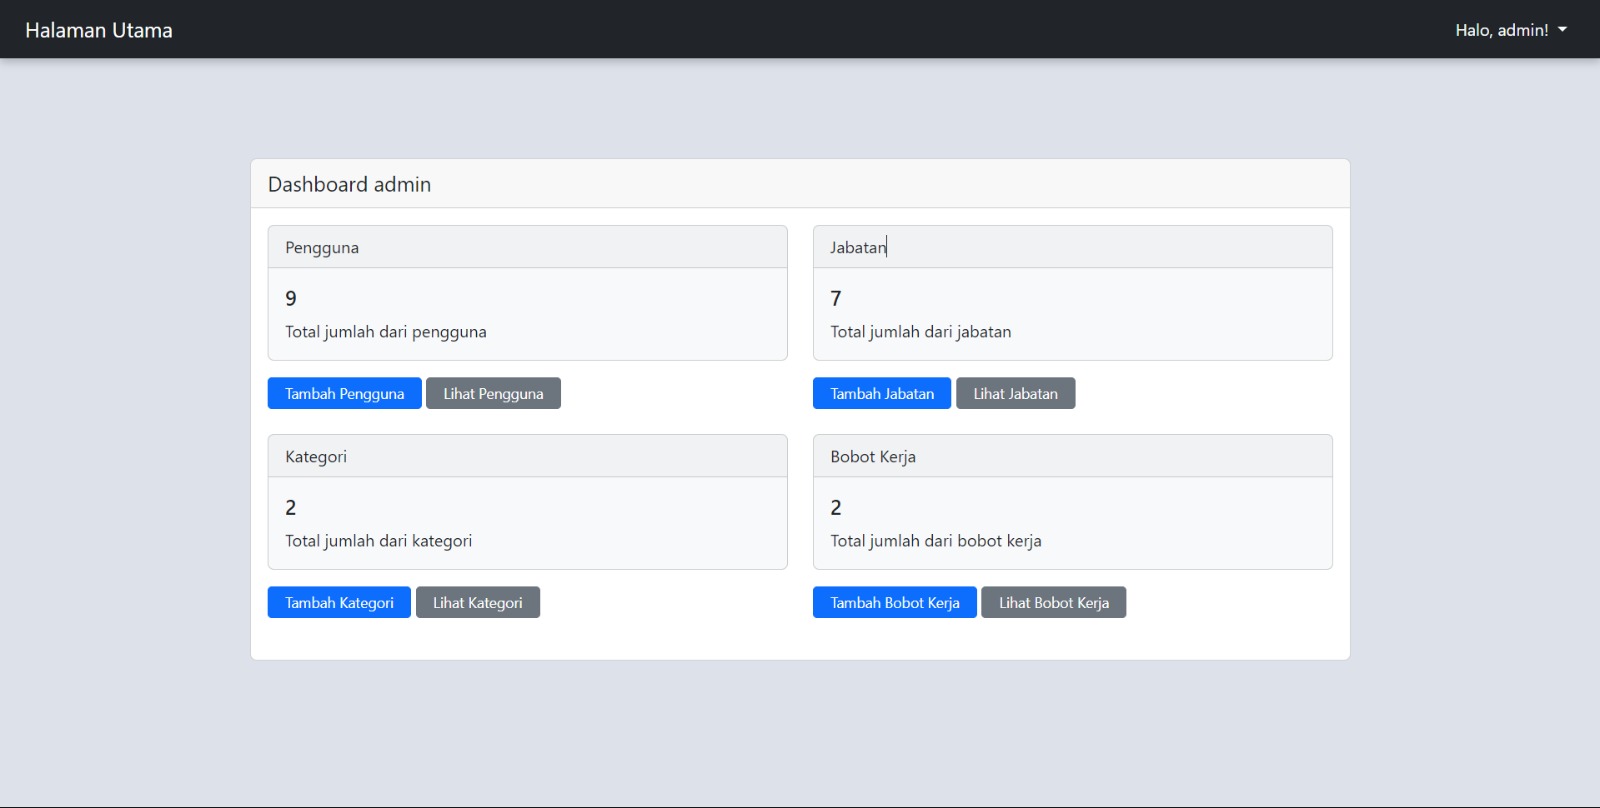 Halaman Utama
Halo, admin!
Dashboard admin
Pengguna
9
Total jumlah dari pengguna
Tambah Pengguna
Lihat Pengguna
Jabatan
7
Total jumlah dari jabatan
Tambah Jabatan
Lihat Jabatan
Kategori
2
Total jumlah dari kategori
Tambah Kategori
Lihat Kategori
Bobot Kerja
2
Total jumlah dari bobot kerja
Tambah Bobot Kerja
Lihat Bobot Kerja